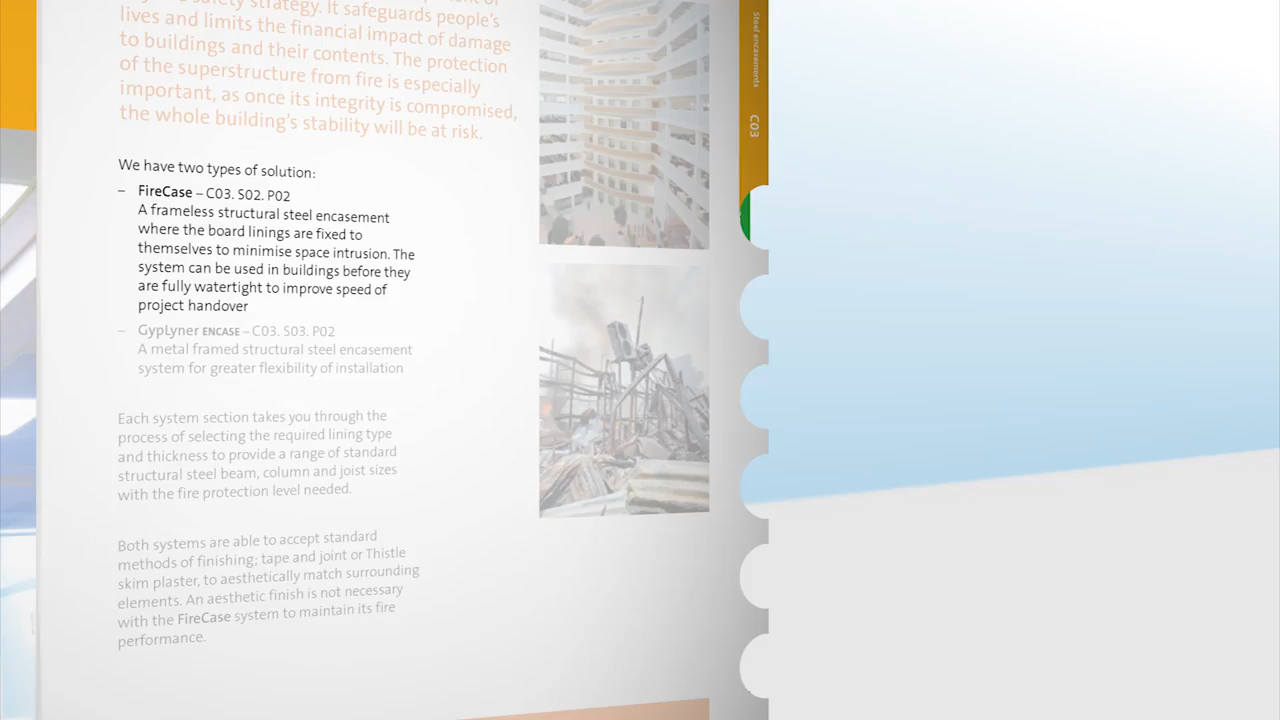 safety strategy. It safeguards people's
lives and limits the financial impact of damage
to buildings and their contents. The protection
of the superstructure from fire is especially
important, as once its integrity is compromised,
the whole building's stability will be at risk.
We have two types of solution:
– FireCase – C03. S02. P02
A frameless structural steel encasement
where the board linings are fixed to
themselves to minimise space intrusion. The
system can be used in buildings before they
are fully watertight to improve speed of
project handover
– GypLyner ENCASE – C03. S03. P02
A metal framed structural steel encasement
system for greater flexibility of installation
Each system section takes you through the
process of selecting the required lining type
and thickness to provide a range of standard
structural steel beam, column and joist sizes
with the fire protection level needed.
Both systems are able to accept standard
methods of finishing; tape and joint or Thistle
skim plaster, to aesthetically match surrounding
elements. An aesthetic finish is not necessary
with the FireCase system to maintain its fire
performance.
Steel encasements
C03